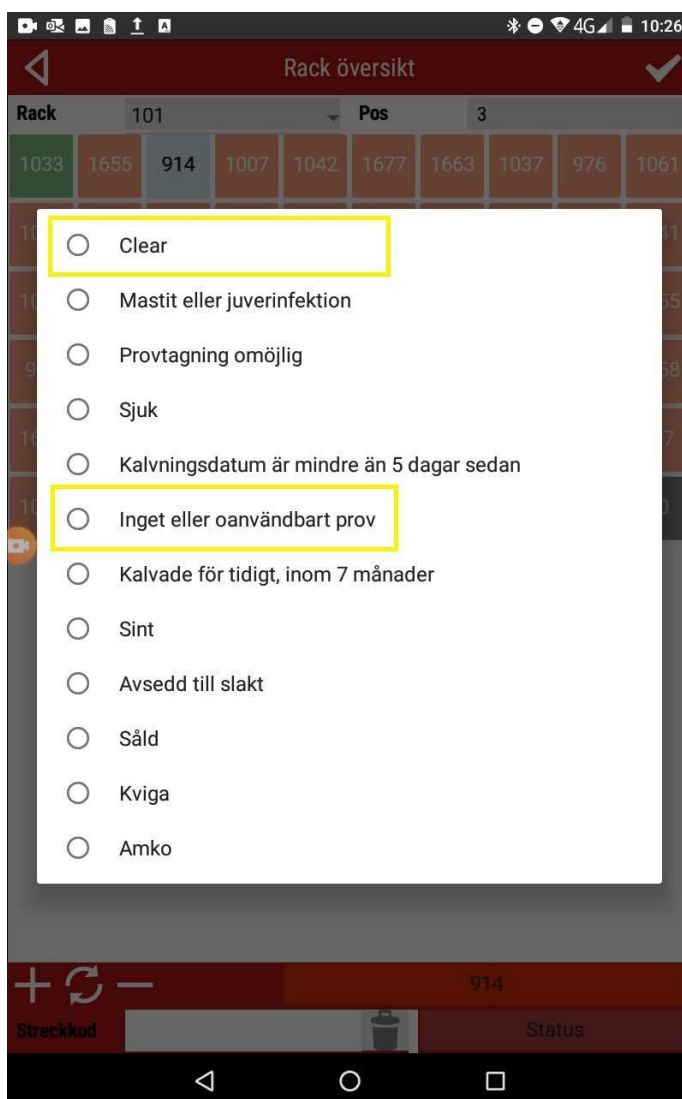 4G 10:26
Rack översikt
Rack 101 Pos 3
1033 1655 914 1007 1042 1677 1663 1037 976 1061
Clear
Mastit eller juverinfektion
Provtagning omöjlig
Sjuk
Kalvningsdatum är mindre än 5 dagar sedan
Inget eller oanvändbart prov
Kalvade för tidigt, inom 7 månader
Sint
Avsedd till slakt
Såld
Kviga
Amko
914
Streckkod Status